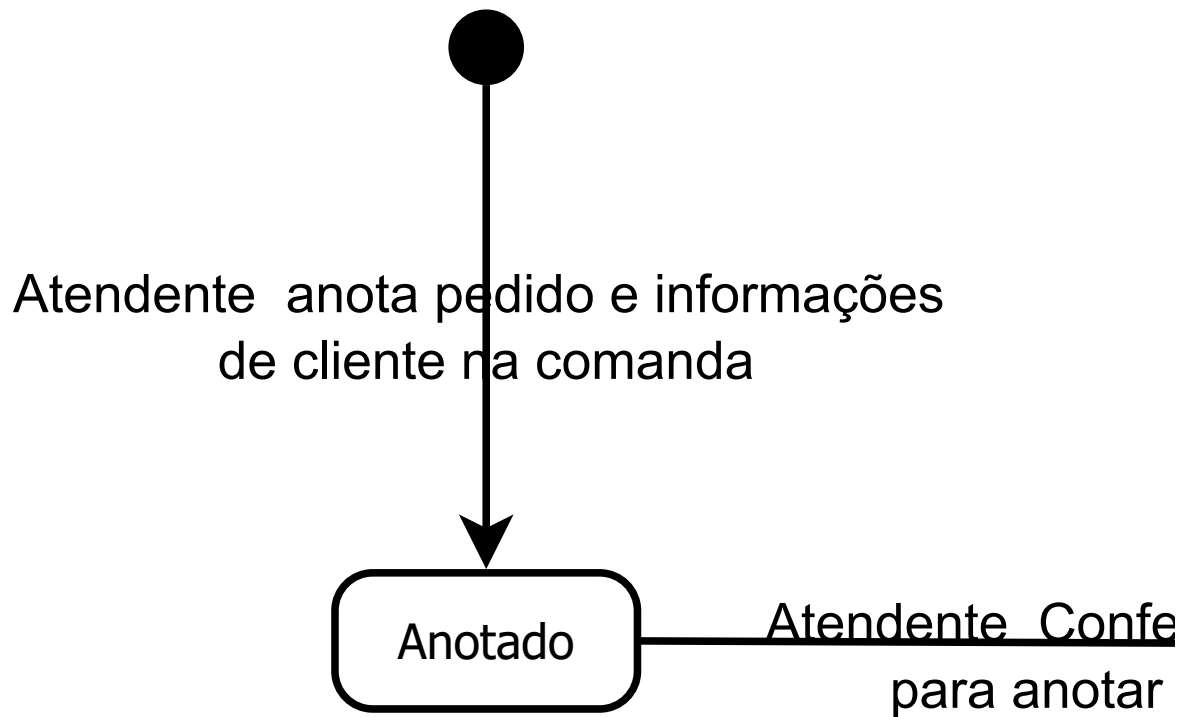 Atendente  anota pedido e informações
de cliente na comanda
Anotado
Atendente  Confe
para anotar